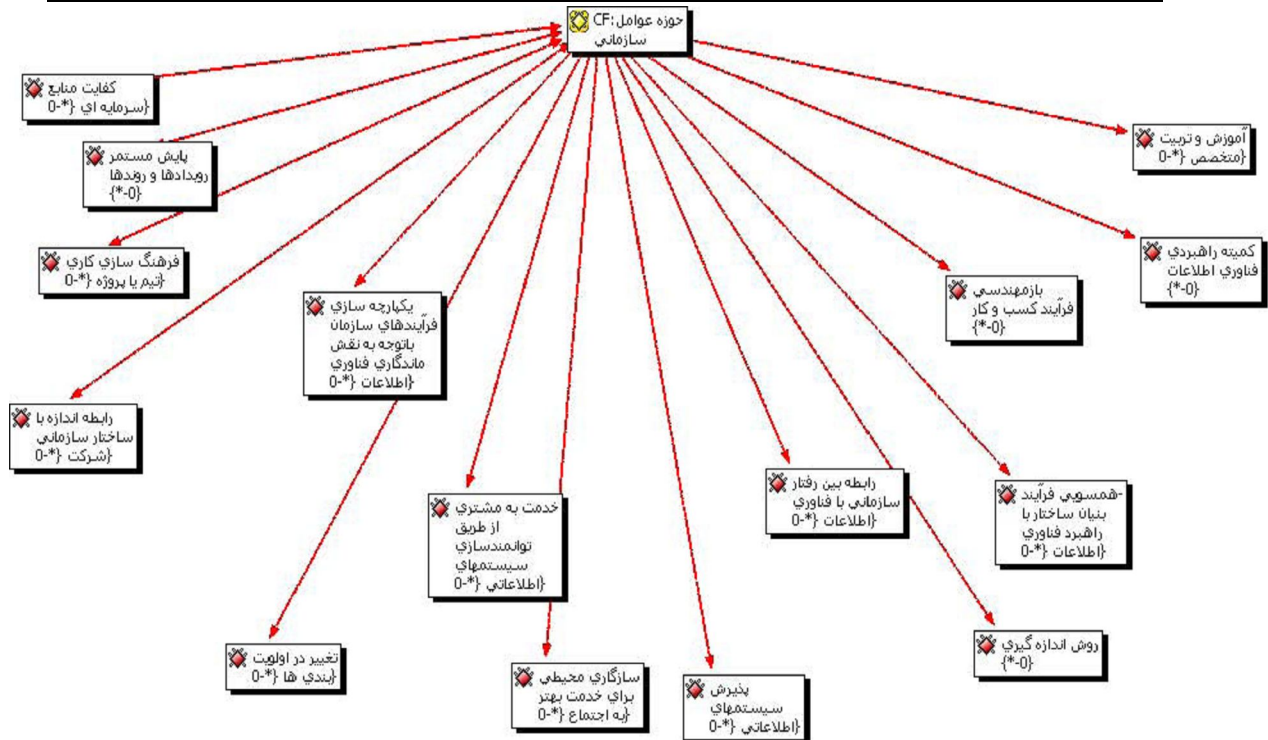 CF:حوزه عوامل
سازماني
كفايت منابع
سرمايه اي {*-0}
پايش مستمر
رويدادها و روندها
{*-0}
فرهنگ سازي كاري
تيم يا پروژه {*-0}
رابطه اندازه با
ساختار سازماني
شركت {*-0}
يكپارچه سازي
فرآيندهاي سازمان
باتوجه به نقش
ماندگاري فناوري
اطلاعات {*-0}
تغيير در اولويت
بندي ها {*-0}
خدمت به مشتري
از طريق
توانمندسازي
سيستمهاي
اطلاعاتي {*-0}
سازگاري محيطي
براي خدمت بهتر
به اجتماع {*-0}
پذيرش
سيستمهاي
اطلاعاتي {*-0}
رابطه بين رفتار
سازماني با فناوري
اطلاعات {*-0}
روش اندازه گيري
{*-0}
همسويي فرآيند-
بنيان ساختار با
راهبرد فناوري
اطلاعات {*-0}
بازمهندسي
فرآيند كسب و كار
{*-0}
كميته راهبردي
فناوري اطلاعات
{*-0}
آموزش و تربيت
متخصص {*-0}